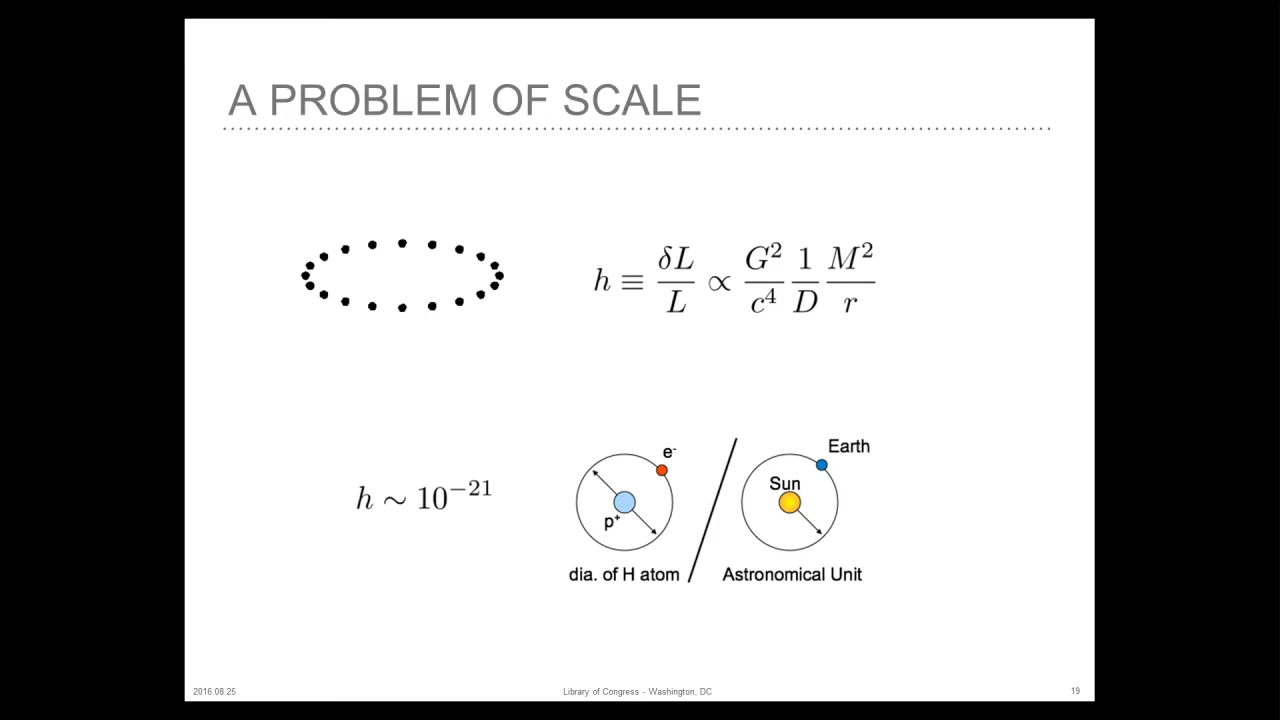 A PROBLEM OF SCALE
h ≡ δL/L ∝ G²/c⁴ 1/D M²/r
h ∼ 10⁻²¹
e⁻
p⁺
dia. of H atom
Earth
Sun
Astronomical Unit
2016.08.25
Library of Congress - Washington, DC
19